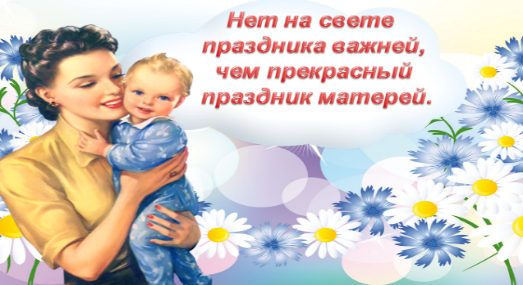 Нет на свете
праздника важней,
чем прекрасный
праздник матерей.